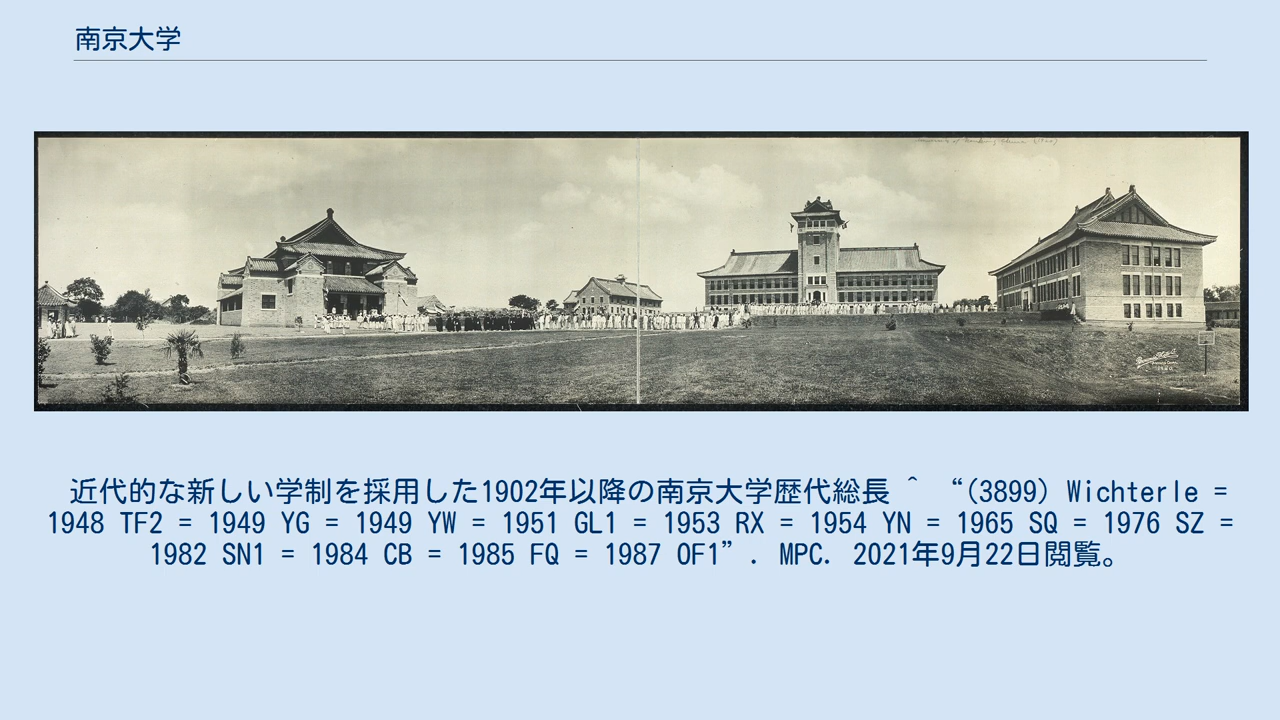 南京大学
近代的な新しい学制を採用した1902年以降の南京大学歴代総長 ^ “(3899) Wichterle =
1948 TF2 = 1949 YG = 1949 YW = 1951 GL1 = 1953 RX = 1954 YN = 1965 SQ = 1976 SZ =
1982 SN1 = 1984 CB = 1985 FQ = 1987 OF1”. MPC. 2021年9月22日閲覧。